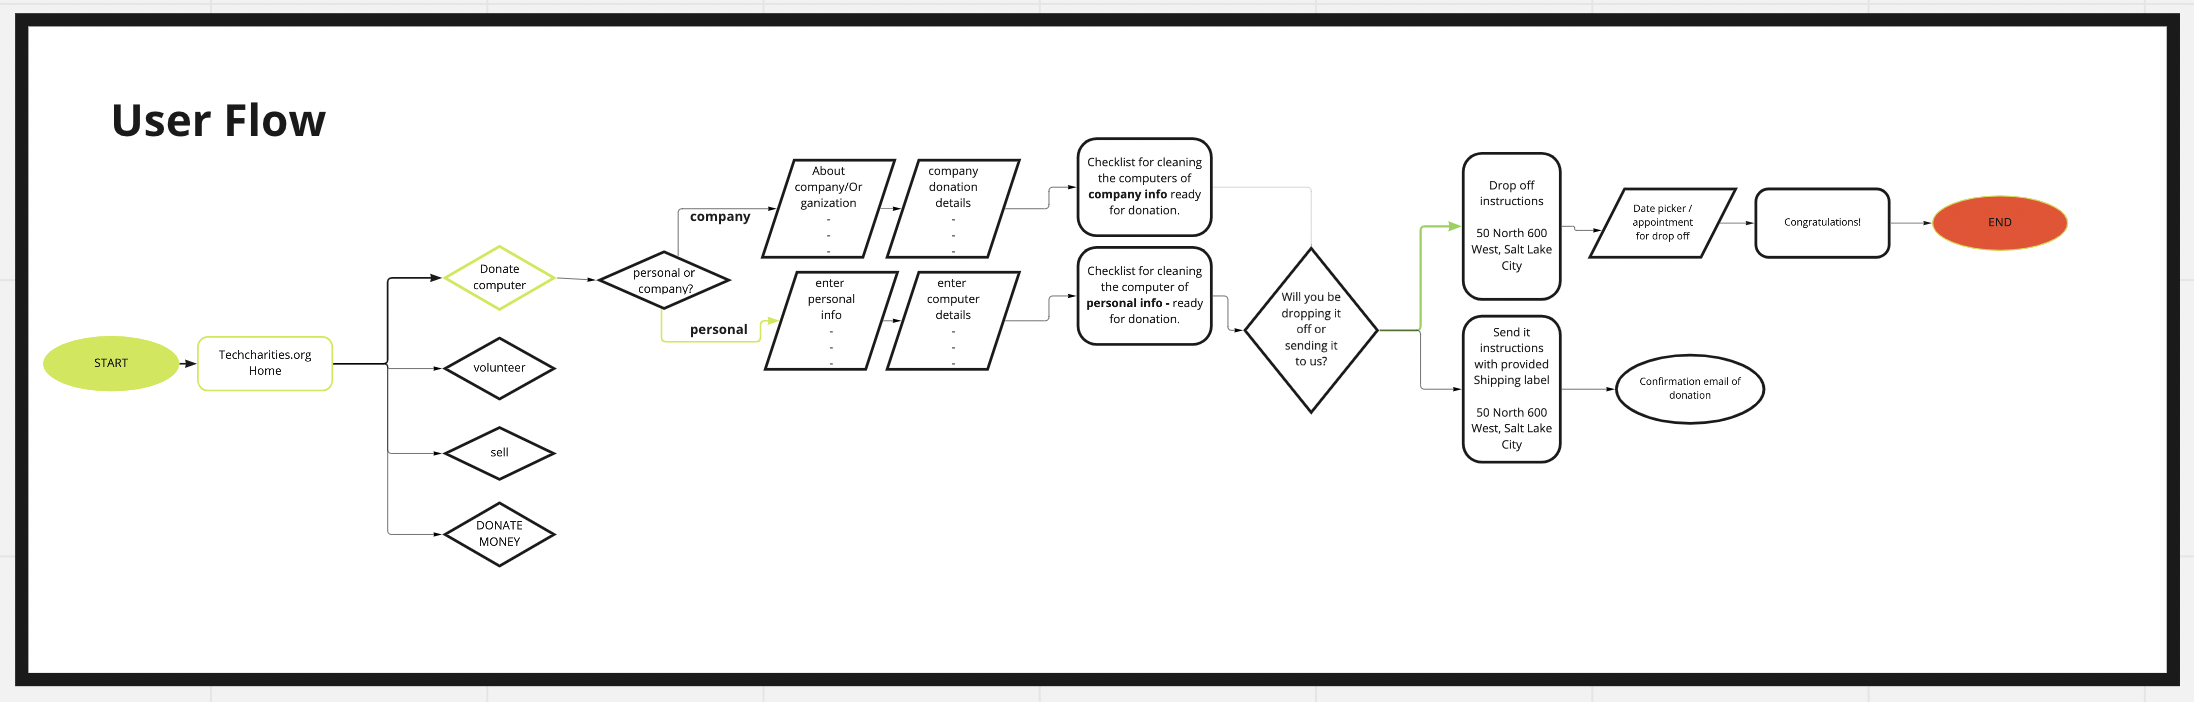 User Flow
START
Techcharities.org
Home
Donate
computer
volunteer
sell
DONATE
MONEY
personal or
company?
company
personal
About
company/Or
ganization
-
-
-
company
donation
details
-
-
-
enter
personal
info
-
-
-
enter
computer
details
-
-
-
Checklist for cleaning
the computers of
company info ready
for donation.
Checklist for cleaning
the computer of
personal info - ready
for donation.
Will you be
dropping it
off or
sending it
to us?
Drop off
instructions
50 North 600
West, Salt Lake
City
Date picker /
appointment
for drop off
Congratulations!
END
Send it
instructions
with provided
Shipping label
50 North 600
West, Salt Lake
City
Confirmation email of
donation